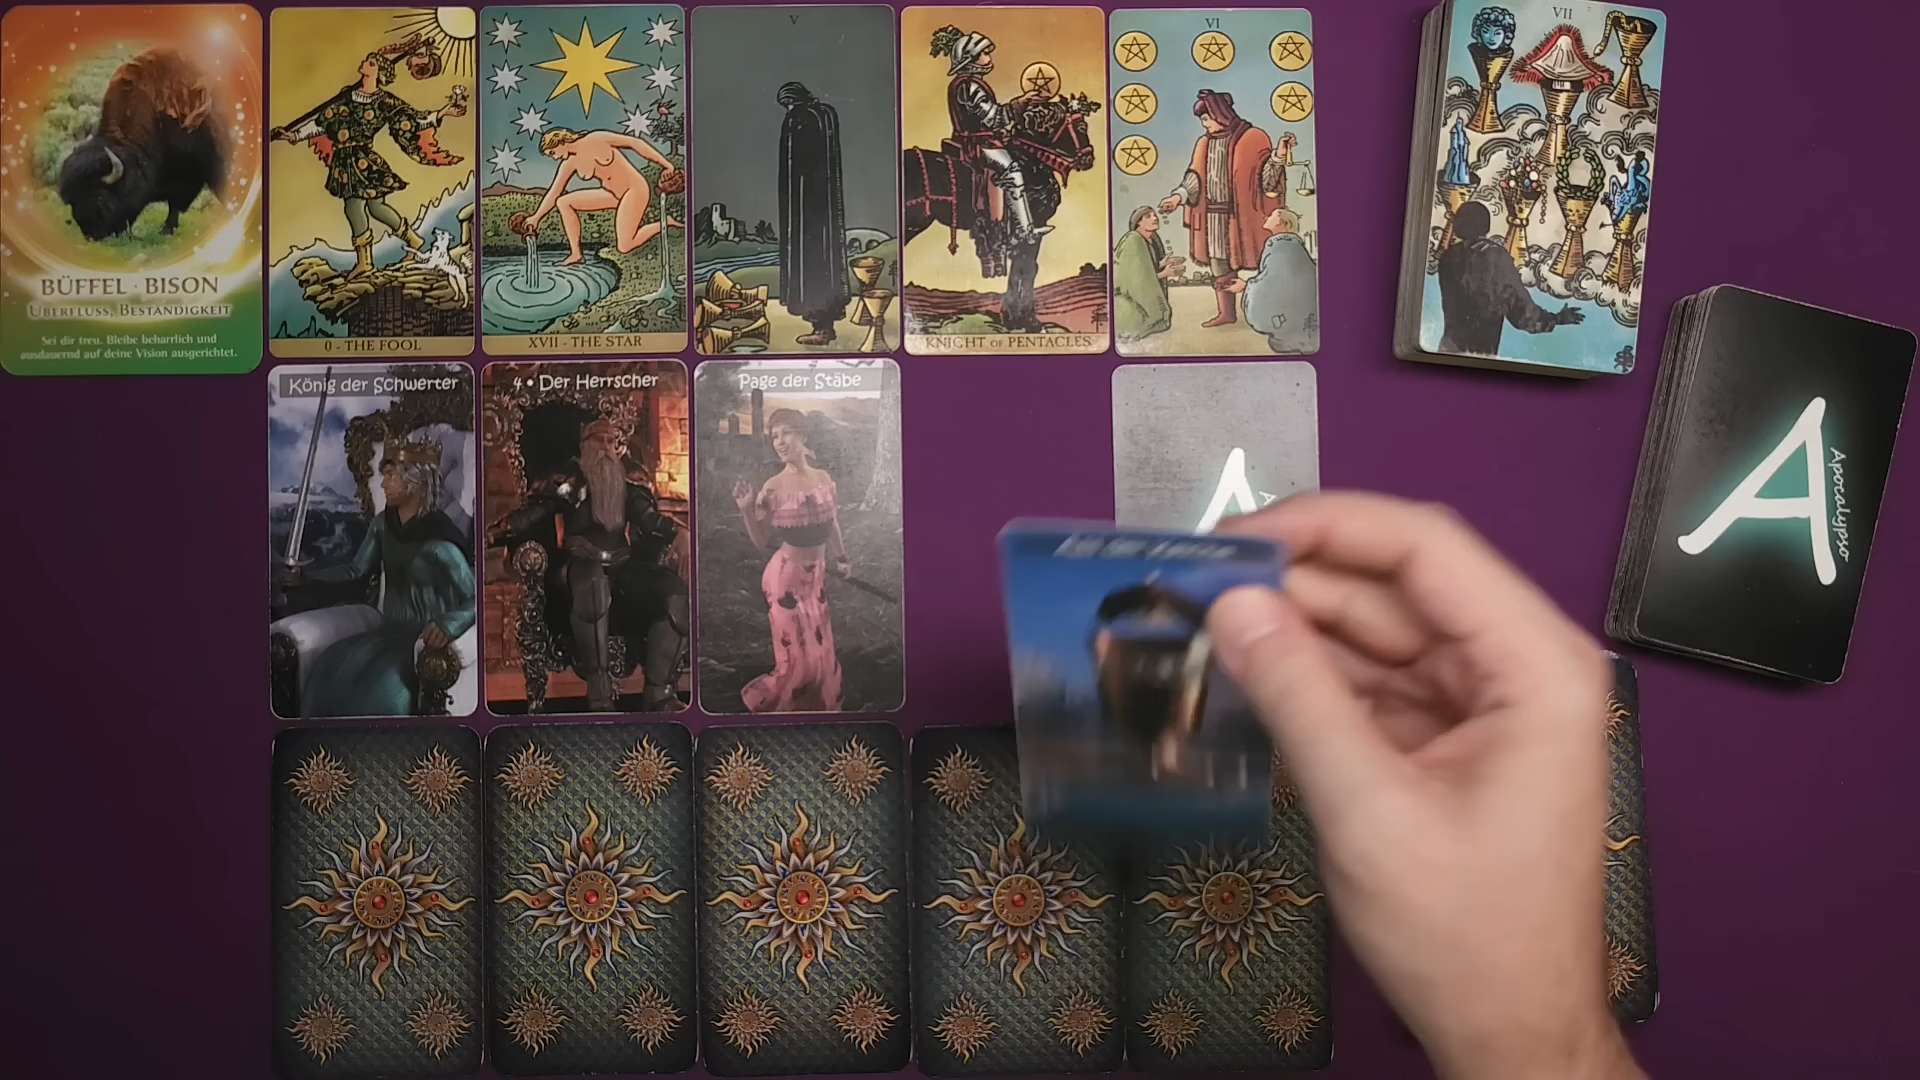 BÜFFEL · BISON
ÜBERFLUSS, BESTÄNDIGKEIT
Sei dir treu. Bleibe beharrlich und
ausdauernd auf deine Vision ausgerichtet.
0 - THE FOOL
XVII - THE STAR
V
KNIGHT OF PENTACLES
VI
VII
König der Schwerter
4 • Der Herrscher
Page der Stäbe
A
A
Apocalypso